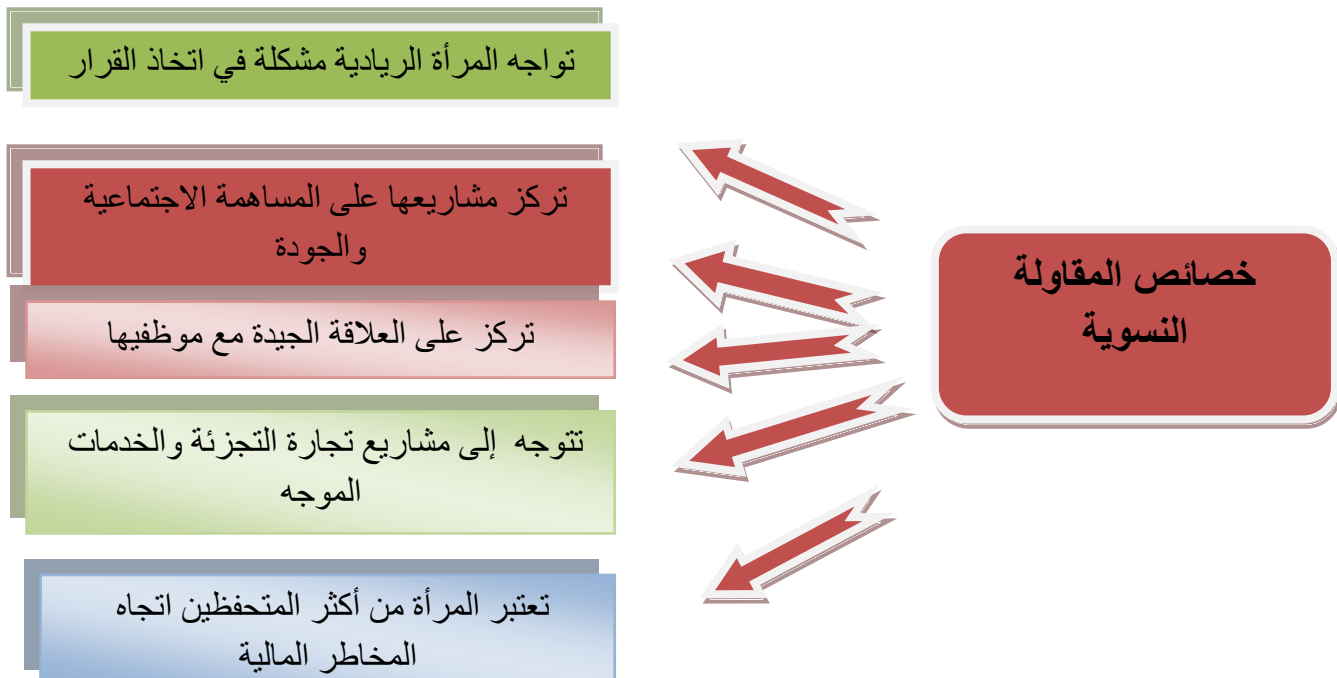 خصائص المقاولة
النسوية
تواجه المرأة الريادية مشكلة في اتخاذ القرار
تركز مشاريعها على المساهمة الاجتماعية
والجودة
تركز على العلاقة الجيدة مع موظفيها
تتوجه إلى مشاريع تجارة التجزئة والخدمات
الموجه
تعتبر المرأة من أكثر المتحفظين اتجاه
المخاطر المالية